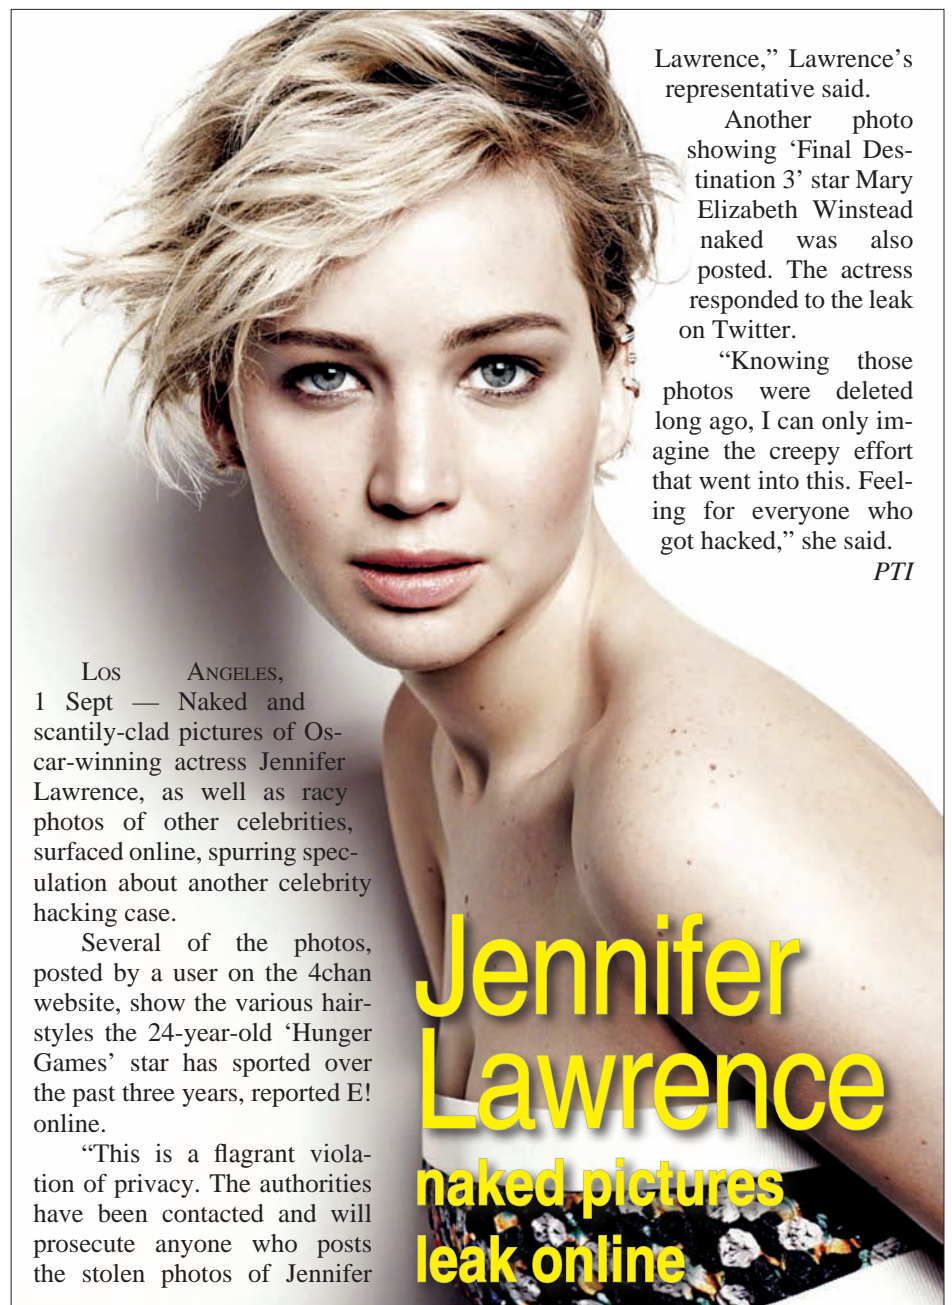 Jennifer
Lawrence
naked pictures
leak online
Los Angeles,
1 Sept — Naked and
scantily-clad pictures of Os-
car-winning actress Jennifer
Lawrence, as well as racy
photos of other celebrities,
surfaced online, spurring spec-
ulation about another celebrity
hacking case.
Several of the photos,
posted by a user on the 4chan
website, show the various hair-
styles the 24-year-old ‘Hunger
Games’ star has sported over
the past three years, reported E!
online.
“This is a flagrant viola-
tion of privacy. The authorities
have been contacted and will
prosecute anyone who posts
the stolen photos of Jennifer
Lawrence,” Lawrence’s
representative said.
Another photo
showing ‘Final Des-
tination 3’ star Mary
Elizabeth Winstead
naked was also
posted. The actress
responded to the leak
on Twitter.
“Knowing those
photos were deleted
long ago, I can only im-
agine the creepy effort
that went into this. Feel-
ing for everyone who
got hacked,” she said.
PTI